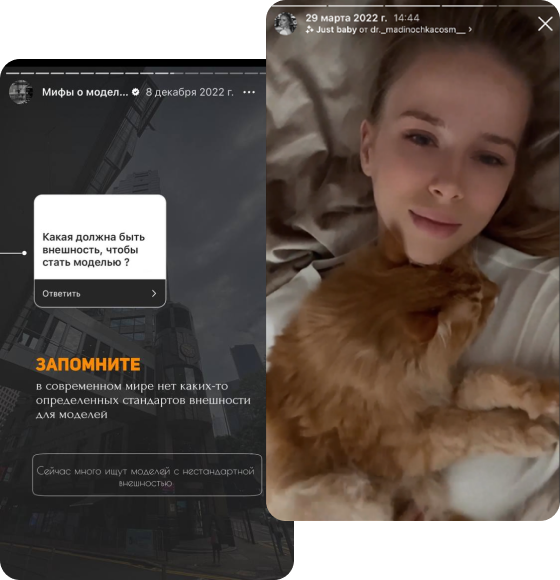 Мифы о модел... 8 декабря 2022 г.
Какая должна быть
внешность, чтобы
стать моделью ?
Ответить
ЗАПОМНИТЕ
в современном мире нет каких-то
определенных стандартов внешности
для моделей
Сейчас много ищут моделей с нестандартной
внешностью
29 марта 2022 г. 14:44
Just baby от dr._madinochkacosm__